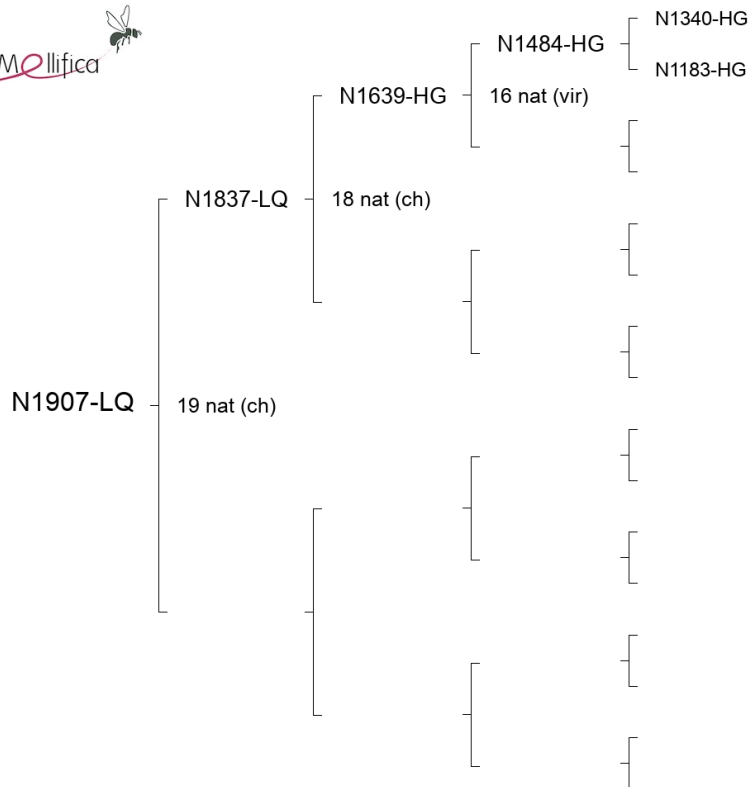 Mellifica
N1340-HG
N1484-HG
N1183-HG
N1639-HG
16 nat (vir)
N1837-LQ
18 nat (ch)
N1907-LQ
19 nat (ch)